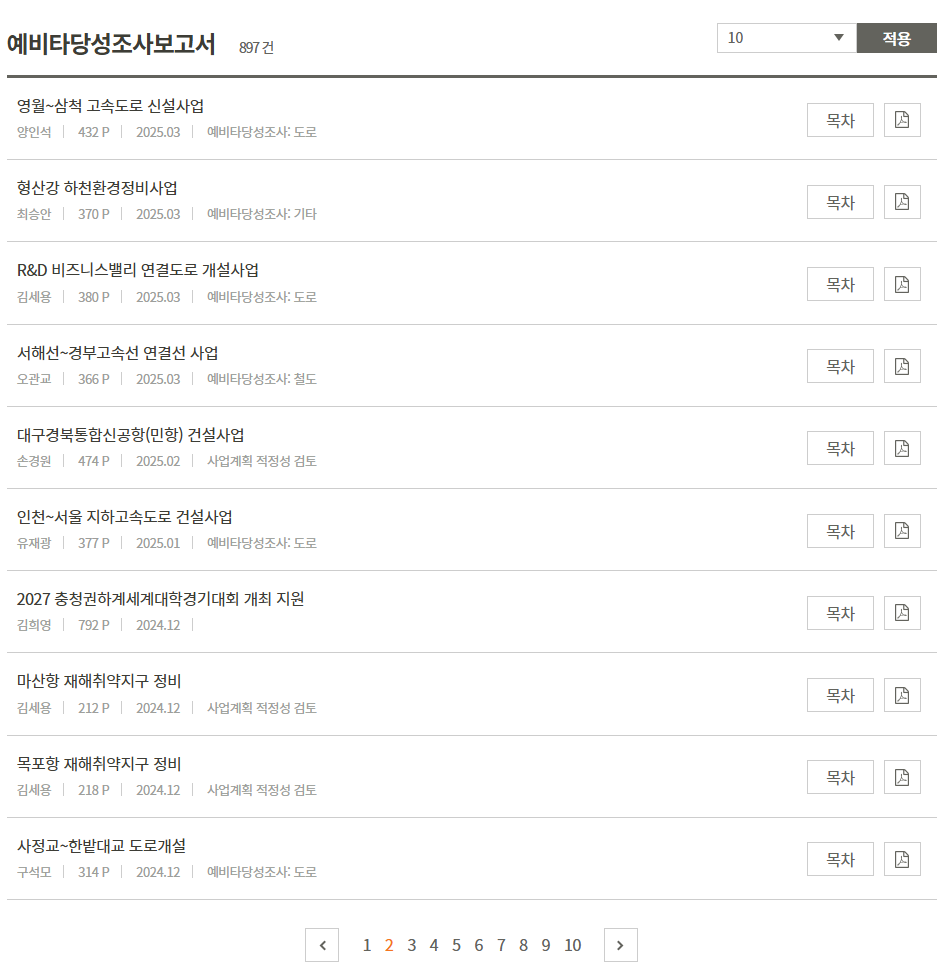 예비타당성조사보고서 897 건
10 적용
영월~삼척 고속도로 신설사업
양인석 432 P 2025.03 예비타당성조사: 도로
목차
형산강 하천환경정비사업
최승안 370 P 2025.03 예비타당성조사: 기타
목차
R&D 비즈니스밸리 연결도로 개설사업
김세용 380 P 2025.03 예비타당성조사: 도로
목차
서해선~경부고속선 연결선 사업
오관교 366 P 2025.03 예비타당성조사: 철도
목차
대구경북통합신공항(민항) 건설사업
손경원 474 P 2025.02 사업계획 적정성 검토
목차
인천~서울 지하고속도로 건설사업
유재광 377 P 2025.01 예비타당성조사: 도로
목차
2027 충청권하계세계대학경기대회 개최 지원
김희영 792 P 2024.12
목차
마산항 재해취약지구 정비
김세용 212 P 2024.12 사업계획 적정성 검토
목차
목포항 재해취약지구 정비
김세용 218 P 2024.12 사업계획 적정성 검토
목차
사정교~한밭대교 도로개설
구석모 314 P 2024.12 예비타당성조사: 도로
목차
1 2 3 4 5 6 7 8 9 10